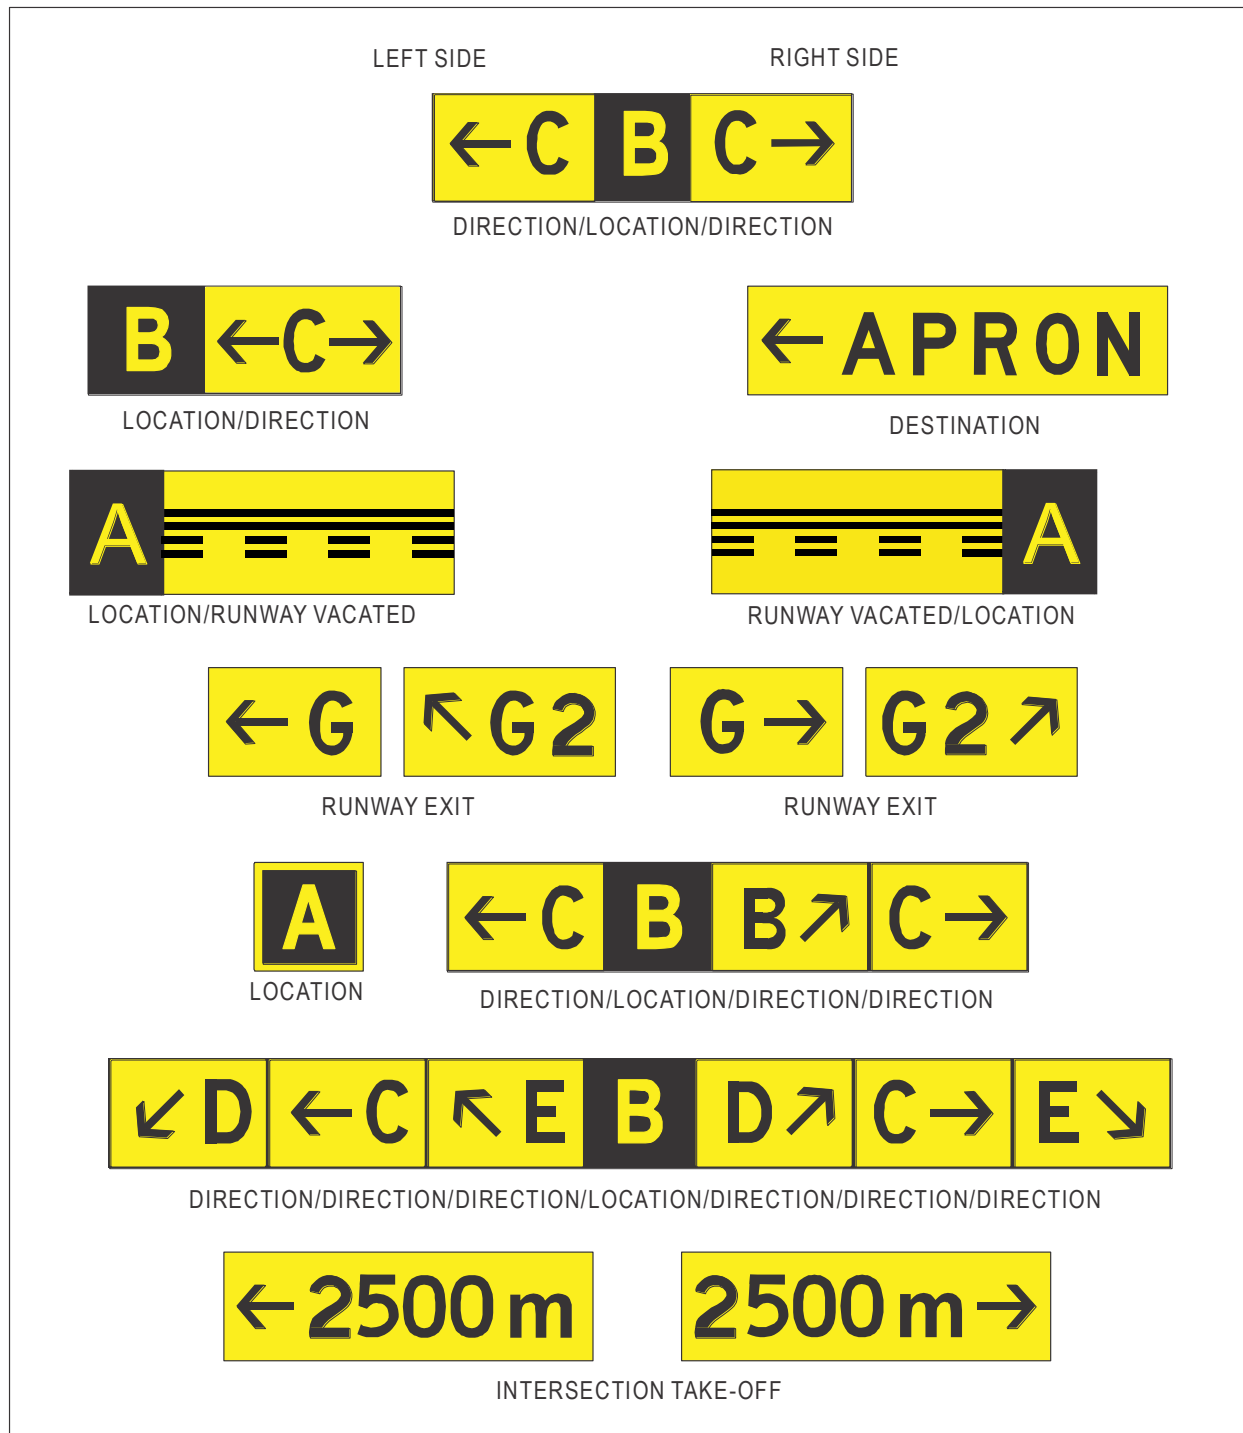 LEFT SIDE RIGHT SIDE
←C B C→
DIRECTION/LOCATION/DIRECTION
B ←C→ ←APRON
LOCATION/DIRECTION DESTINATION
A A
LOCATION/RUNWAY VACATED RUNWAY VACATED/LOCATION
←G ↖G2 G→ G2↗
RUNWAY EXIT RUNWAY EXIT
A ←C B B↗ C→
LOCATION DIRECTION/LOCATION/DIRECTION/DIRECTION
↙D ←C ↖E B D↗ C→ E↘
DIRECTION/DIRECTION/DIRECTION/LOCATION/DIRECTION/DIRECTION/DIRECTION
←2500m 2500m→
INTERSECTION TAKE-OFF